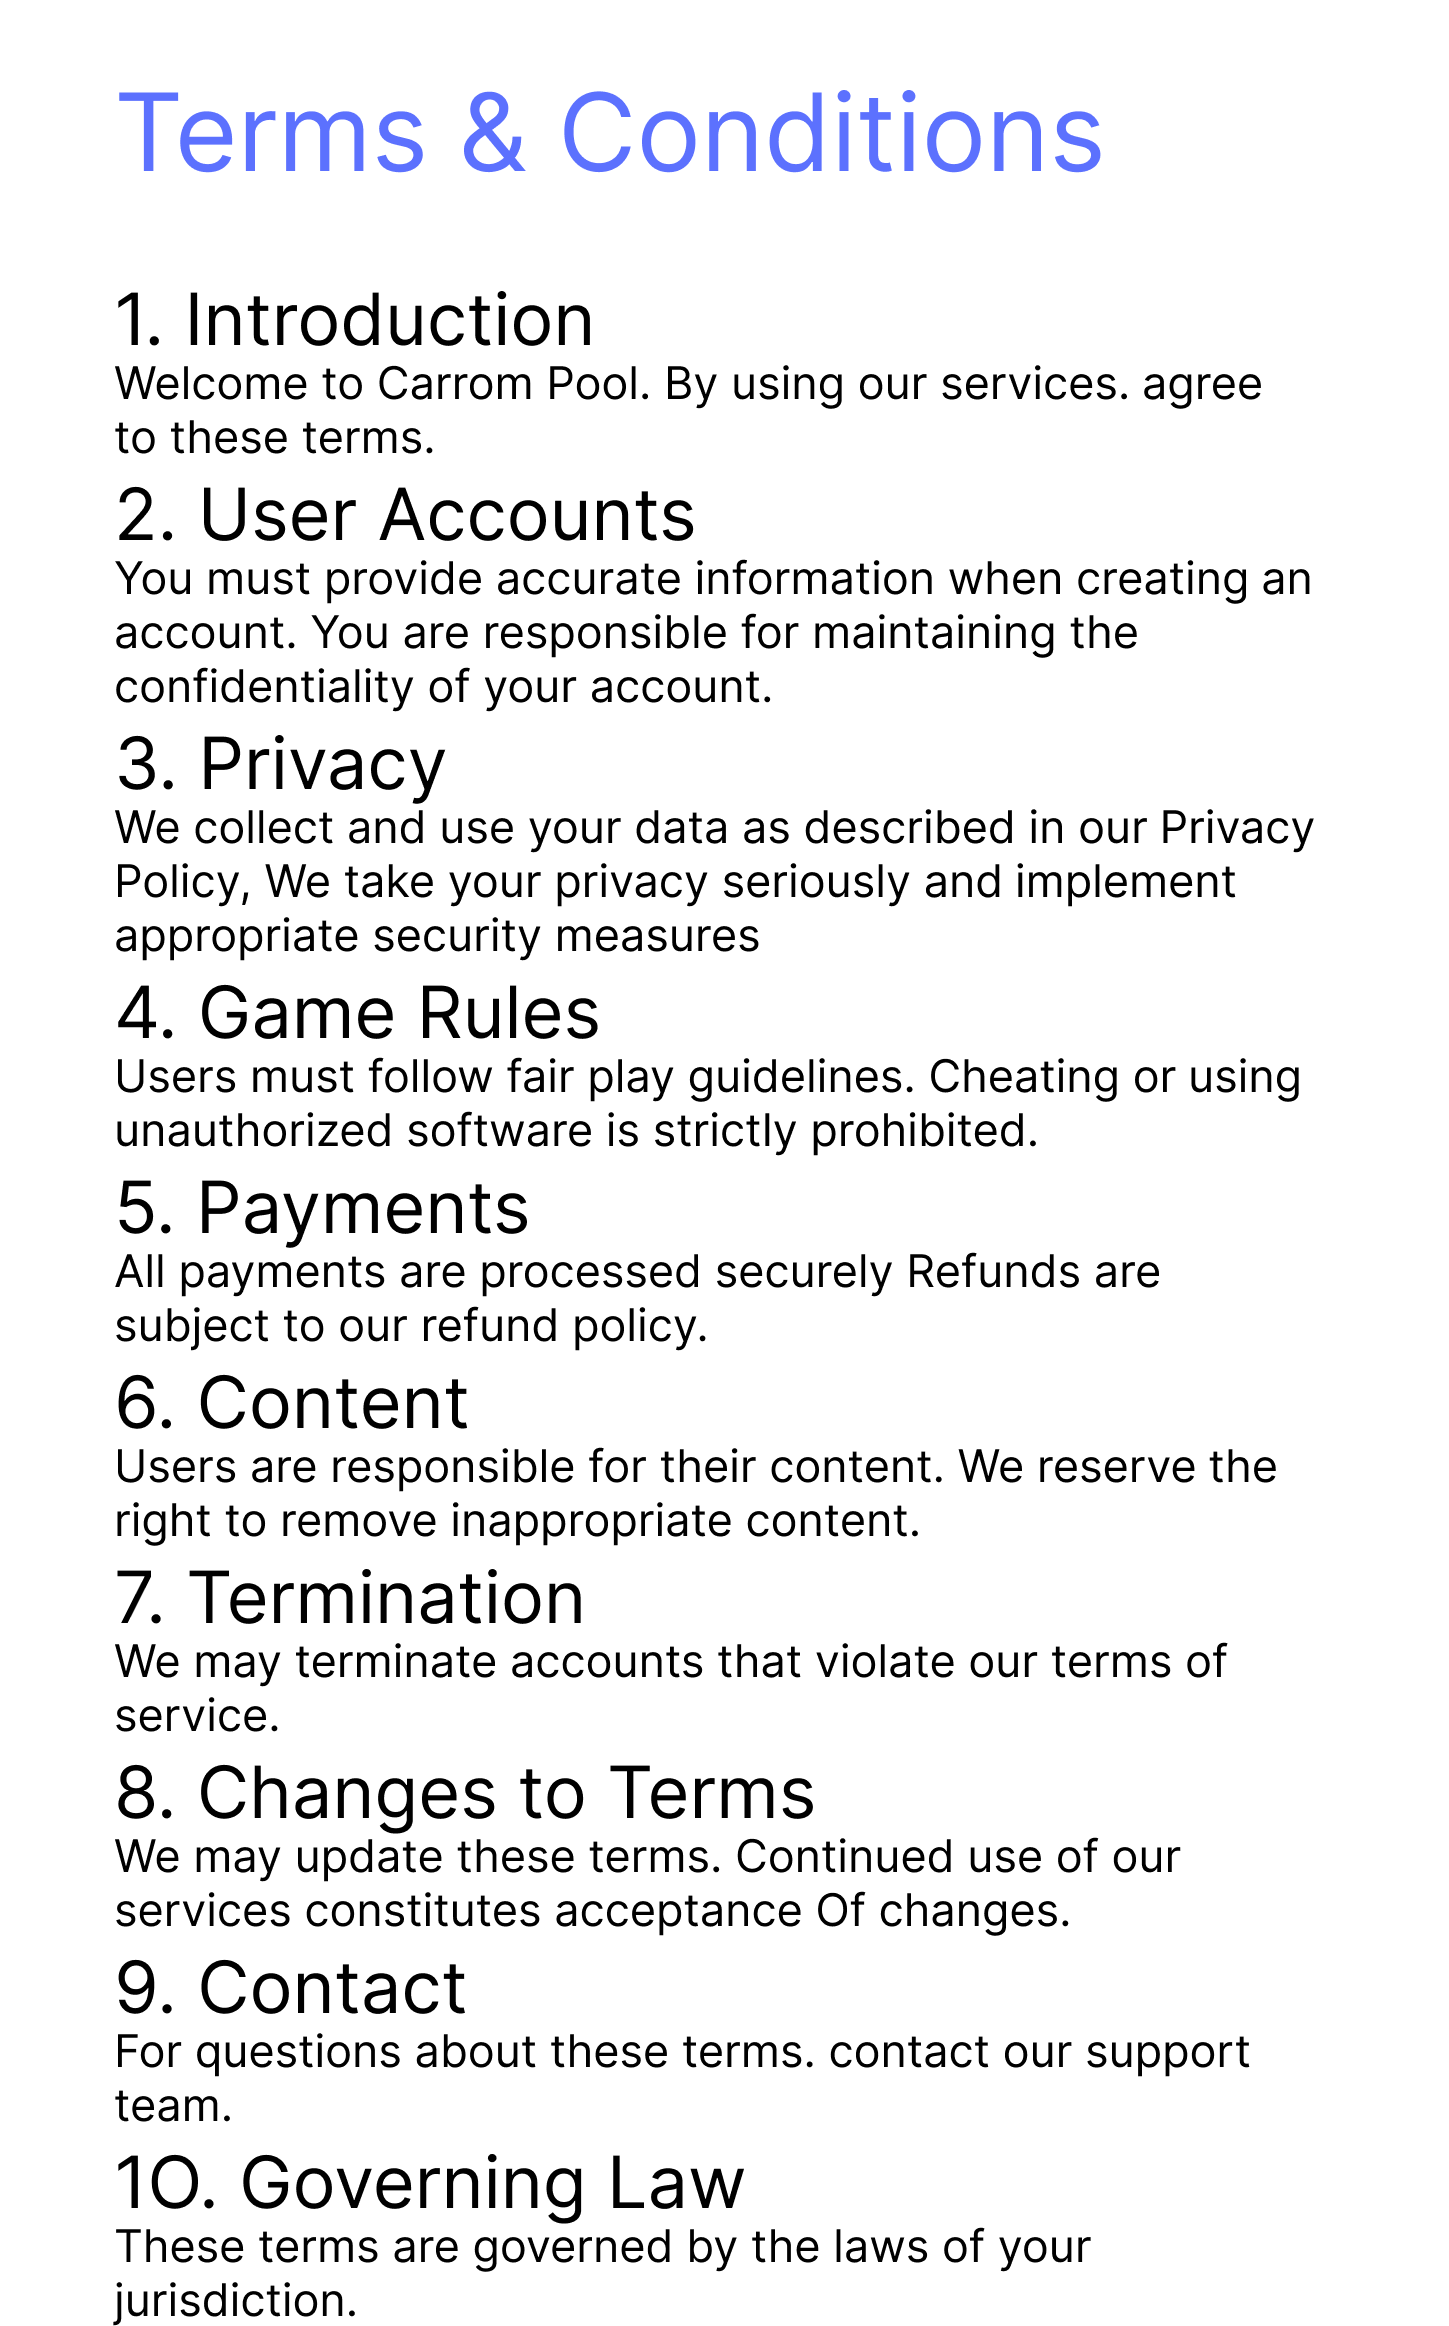 Terms & Conditions
1. Introduction
Welcome to Carrom Pool. By using our services. agree
to these terms.
2. User Accounts
You must provide accurate information when creating an
account. You are responsible for maintaining the
confidentiality of your account.
3. Privacy
We collect and use your data as described in our Privacy
Policy, We take your privacy seriously and implement
appropriate security measures
4. Game Rules
Users must follow fair play guidelines. Cheating or using
unauthorized software is strictly prohibited.
5. Payments
All payments are processed securely Refunds are
subject to our refund policy.
6. Content
Users are responsible for their content. We reserve the
right to remove inappropriate content.
7. Termination
We may terminate accounts that violate our terms of
service.
8. Changes to Terms
We may update these terms. Continued use of our
services constitutes acceptance Of changes.
9. Contact
For questions about these terms. contact our support
team.
1O. Governing Law
These terms are governed by the laws of your
jurisdiction.